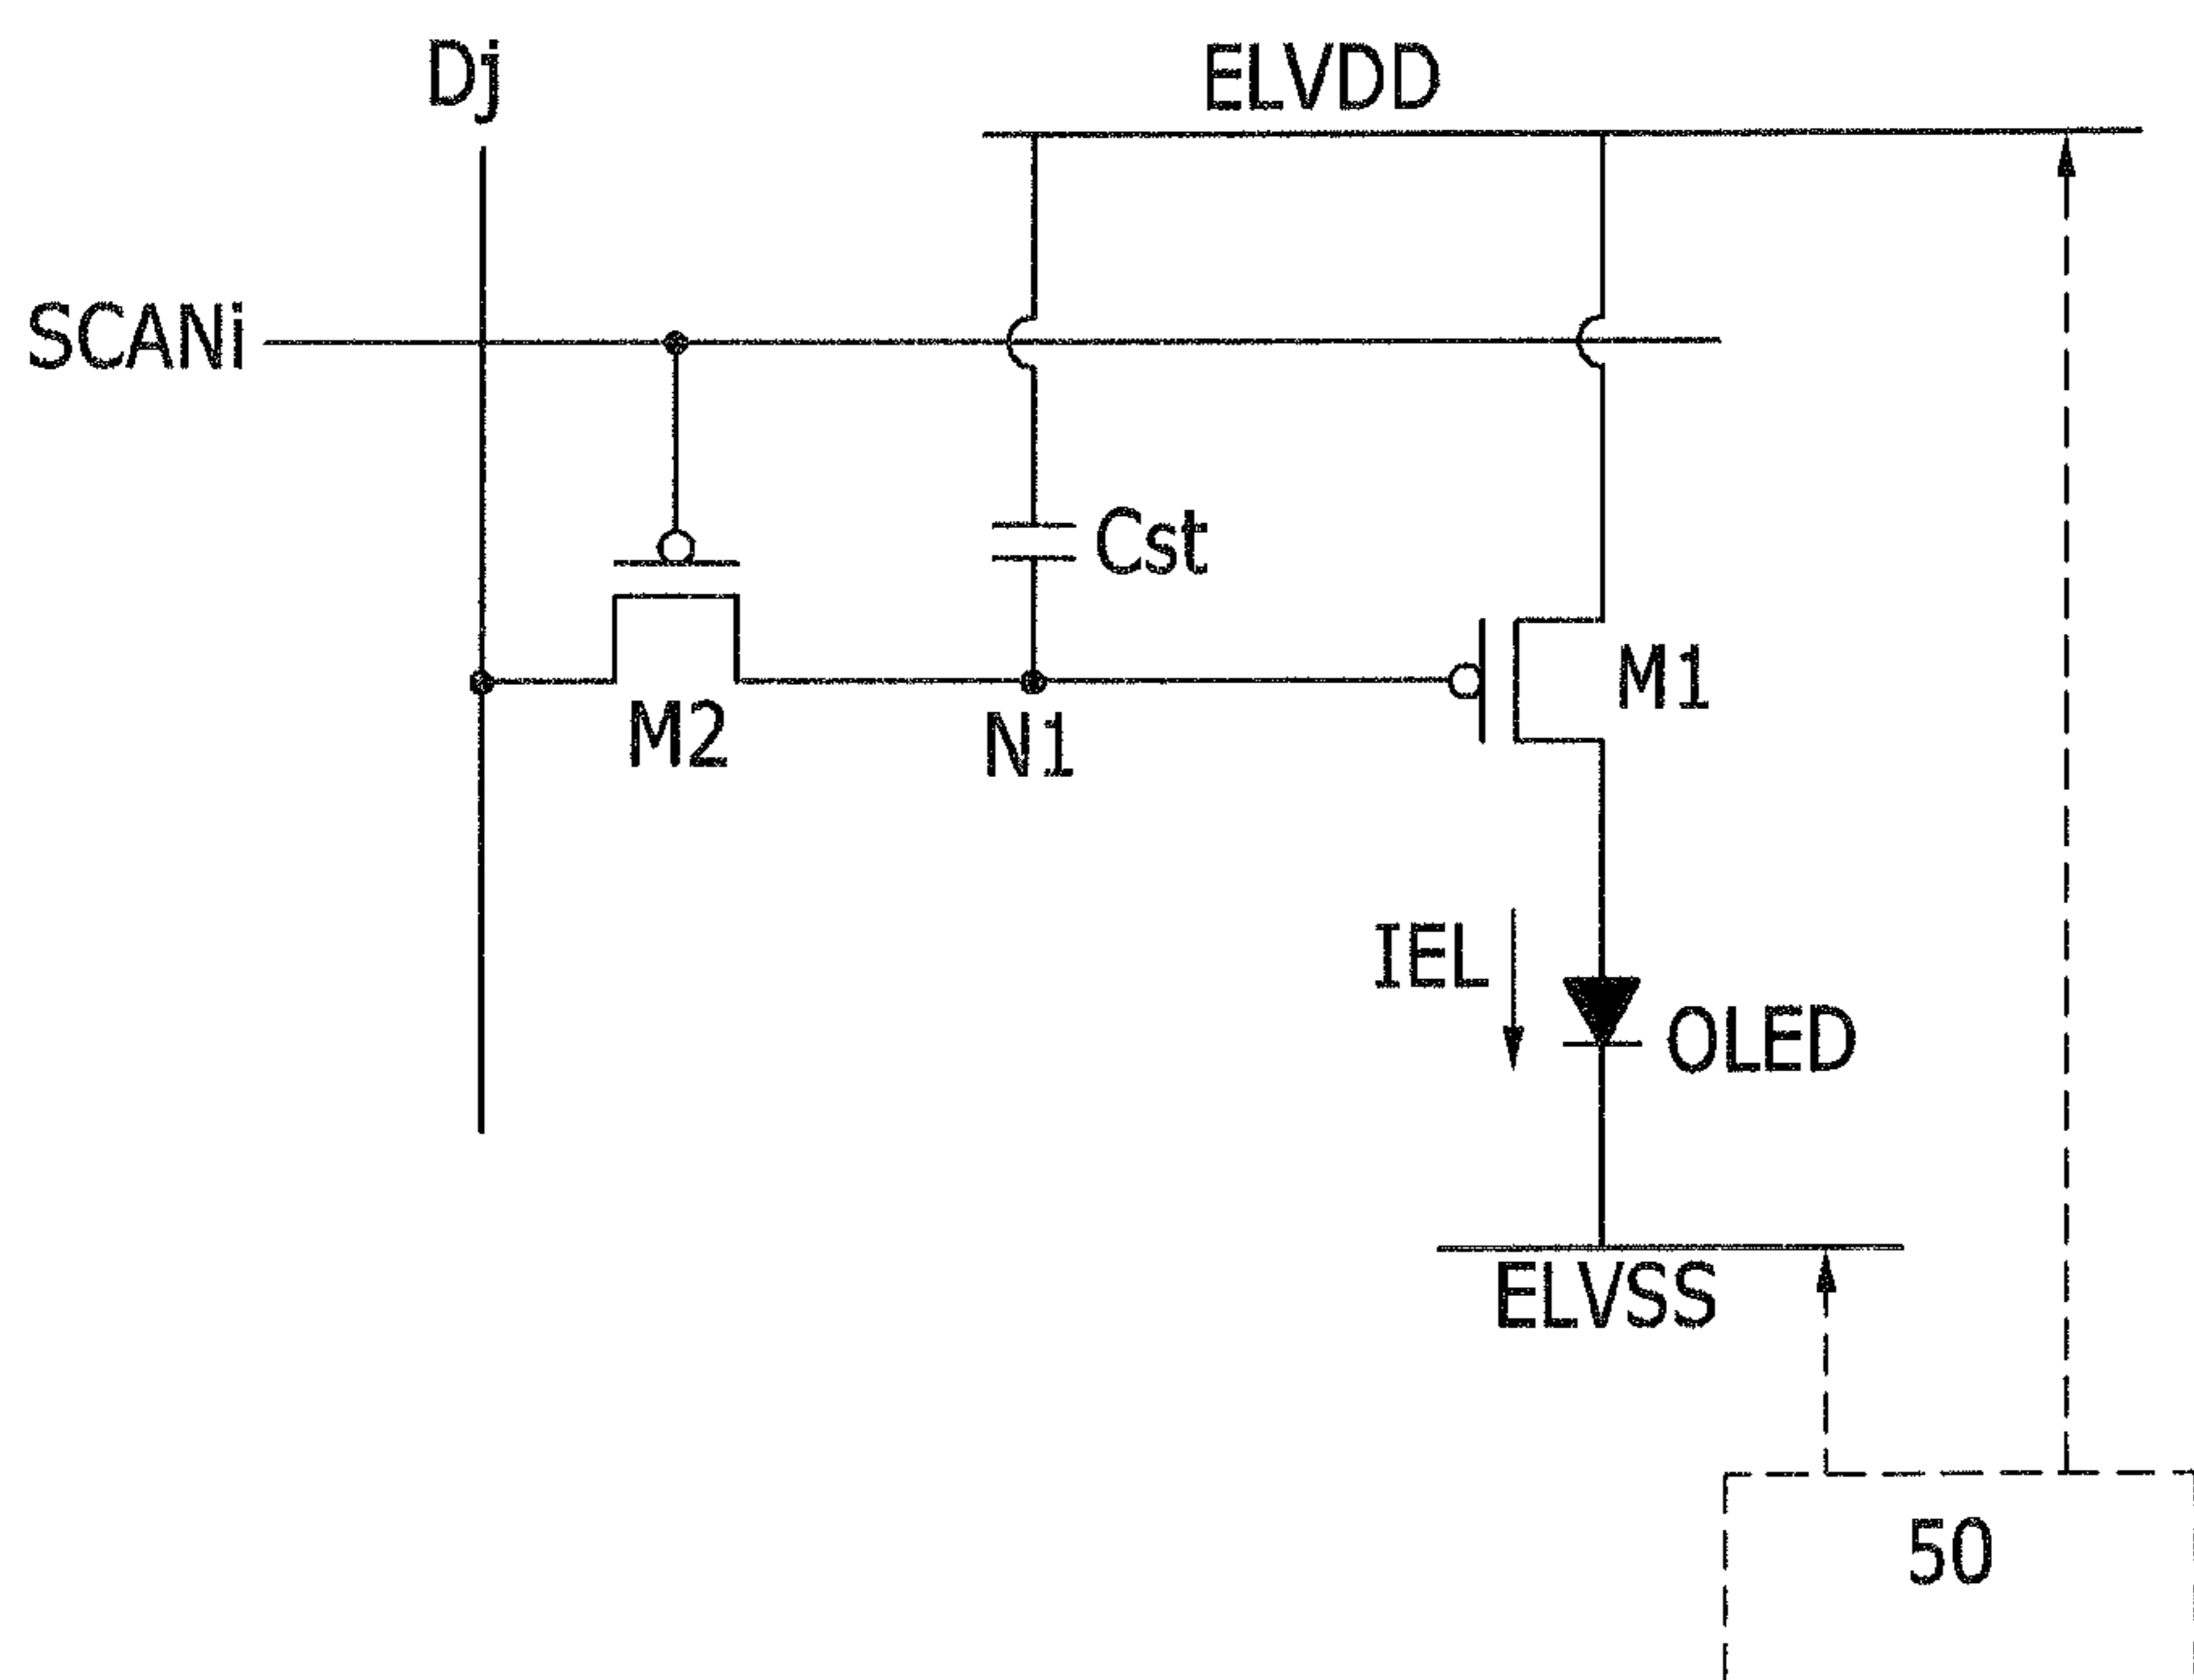 Dj
ELVDD
SCANi
Cst
M1
M2
N1
IEL
OLED
ELVSS
50